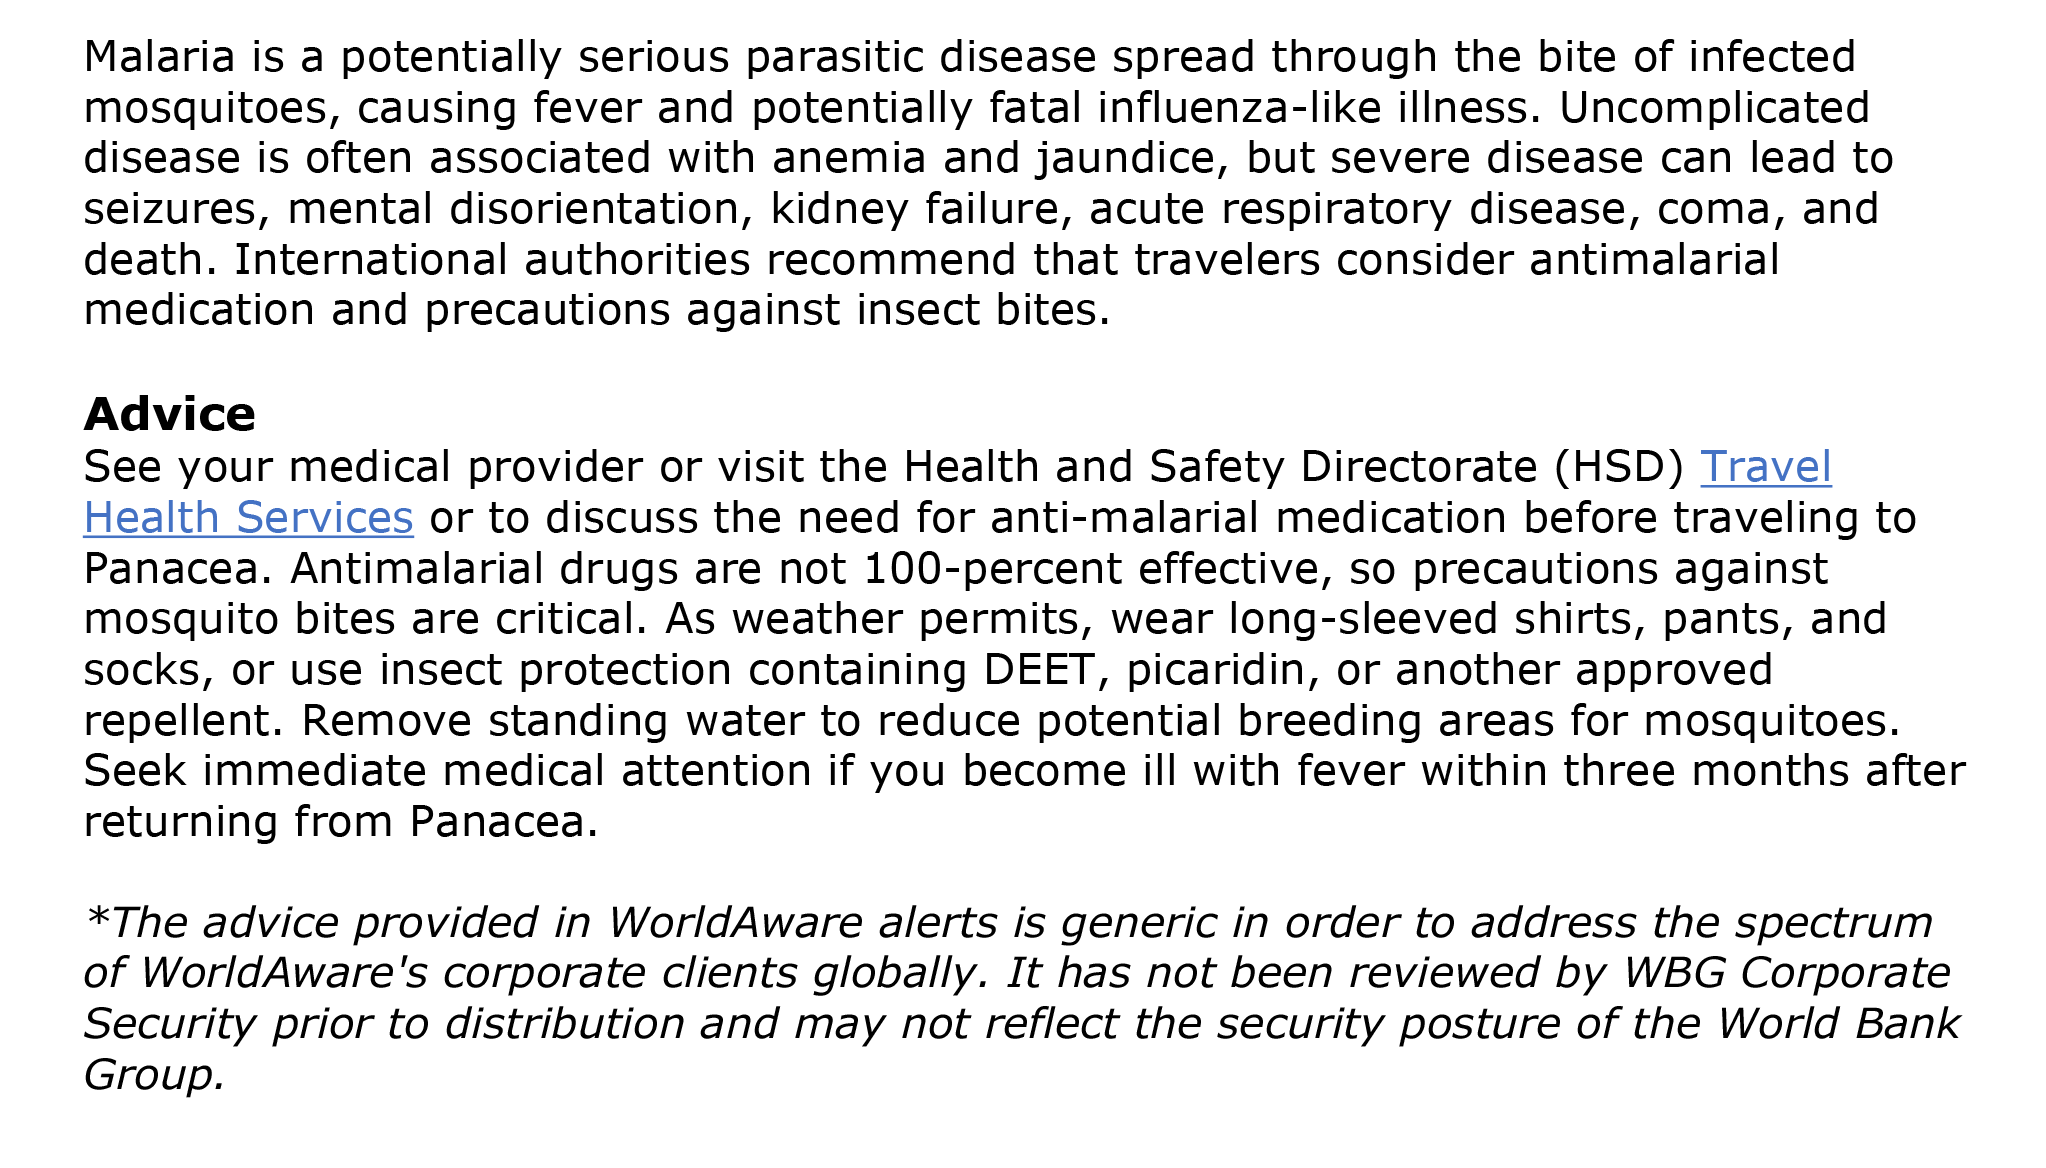 Malaria is a potentially serious parasitic disease spread through the bite of infected
mosquitoes, causing fever and potentially fatal influenza-like illness. Uncomplicated
disease is often associated with anemia and jaundice, but severe disease can lead to
seizures, mental disorientation, kidney failure, acute respiratory disease, coma, and
death. International authorities recommend that travelers consider antimalarial
medication and precautions against insect bites.
Advice
See your medical provider or visit the Health and Safety Directorate (HSD) Travel
Health Services or to discuss the need for anti-malarial medication before traveling to
Panacea. Antimalarial drugs are not 100-percent effective, so precautions against
mosquito bites are critical. As weather permits, wear long-sleeved shirts, pants, and
socks, or use insect protection containing DEET, picaridin, or another approved
repellent. Remove standing water to reduce potential breeding areas for mosquitoes.
Seek immediate medical attention if you become ill with fever within three months after
returning from Panacea.
*The advice provided in WorldAware alerts is generic in order to address the spectrum
of WorldAware's corporate clients globally. It has not been reviewed by WBG Corporate
Security prior to distribution and may not reflect the security posture of the World Bank
Group.